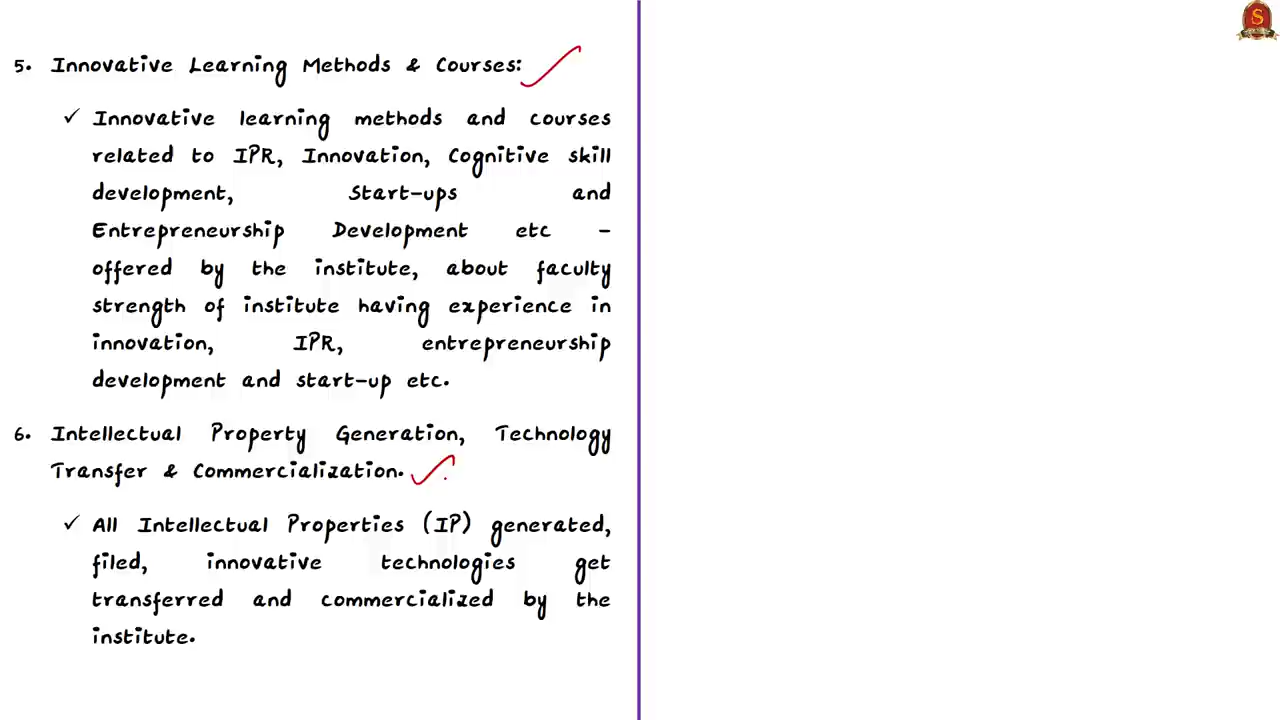 5. Innovative Learning Methods & Courses:
✓ Innovative learning methods and courses
related to IPR, Innovation, Cognitive skill
development, Start-ups and
Entrepreneurship Development etc –
offered by the institute, about faculty
strength of institute having experience in
innovation, IPR, entrepreneurship
development and start-up etc.
6. Intellectual Property Generation, Technology
Transfer & Commercialization.
✓ All Intellectual Properties (IP) generated,
filed, innovative technologies get
transferred and commercialized by the
institute.
S